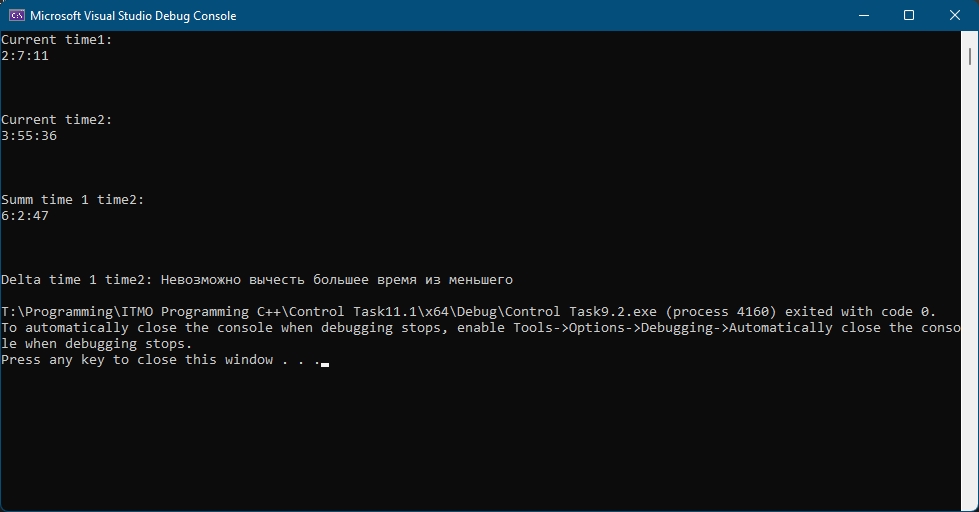 Microsoft Visual Studio Debug Console
Current time1:
2:7:11
Current time2:
3:55:36
Summ time 1 time2:
6:2:47
Delta time 1 time2: Невозможно вычесть большее время из меньшего
T:\Programming\ITMO Programming C++\Control Task11.1\x64\Debug\Control Task9.2.exe (process 4160) exited with code 0.
To automatically close the console when debugging stops, enable Tools->Options->Debugging->Automatically close the conso
le when debugging stops.
Press any key to close this window . . .